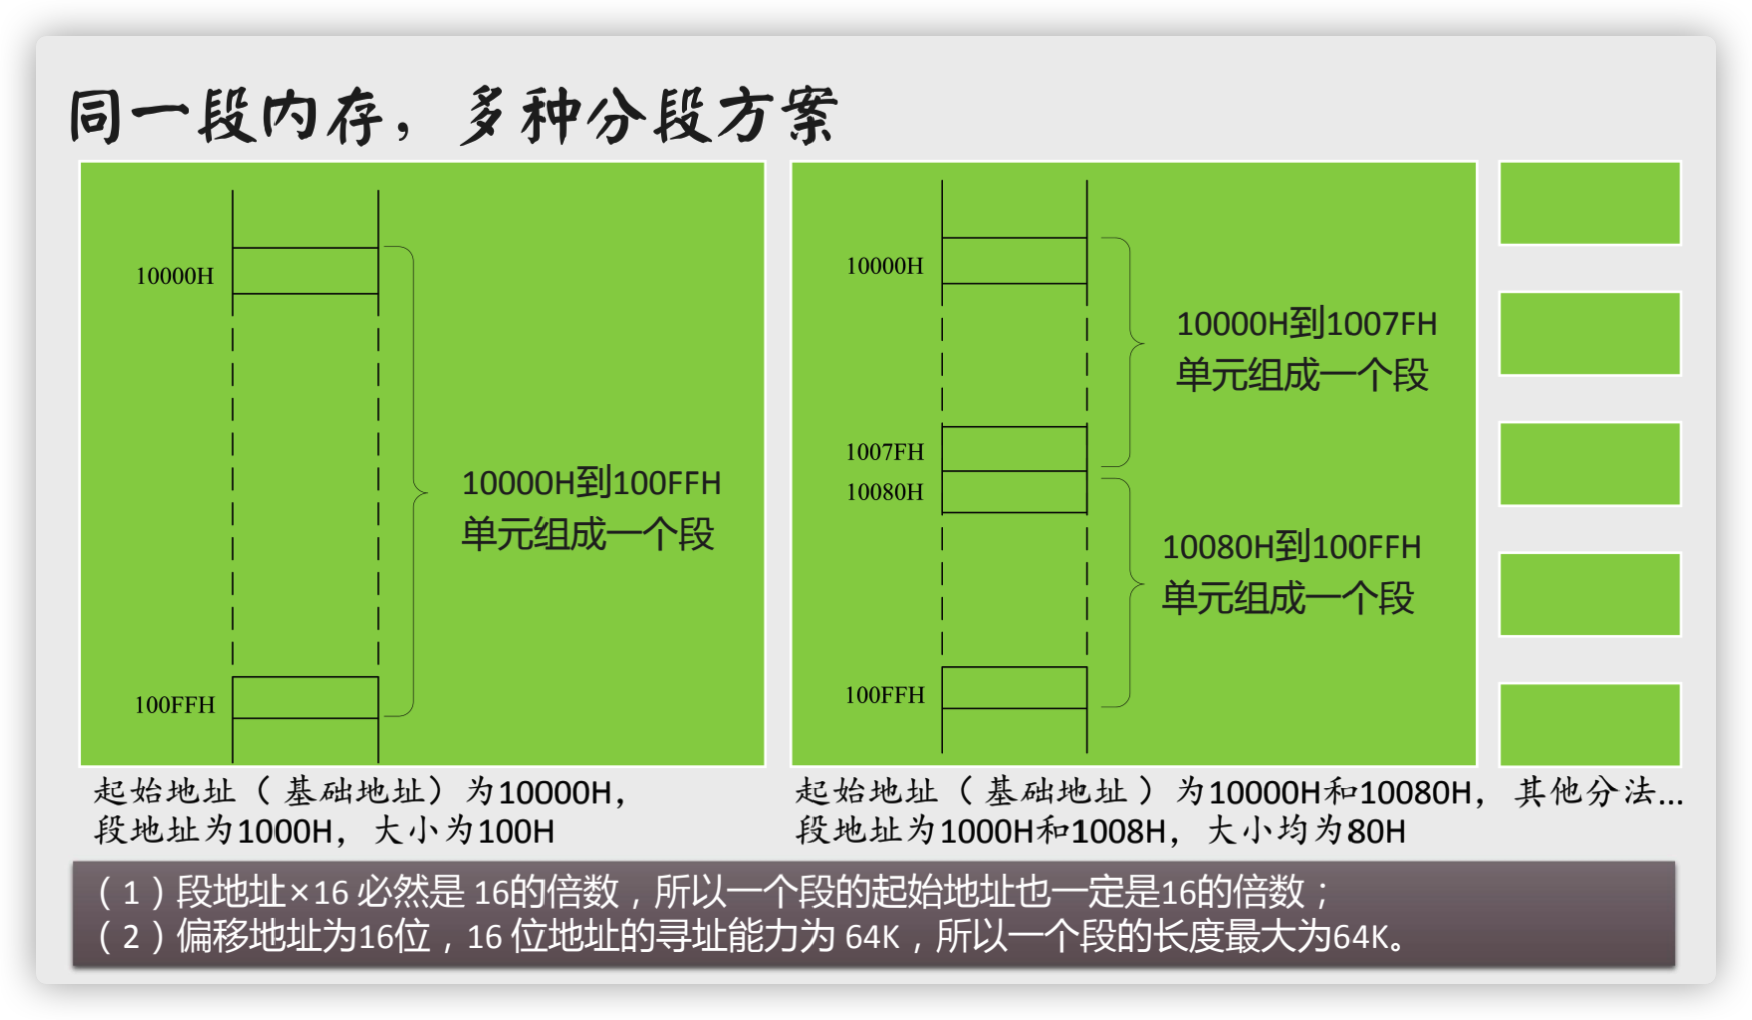 同一段内存，多种分段方案
10000H
10000H到100FFH
单元组成一个段
100FFH
起始地址（基础地址）为10000H，
段地址为1000H，大小为100H
10000H
10000H到1007FH
单元组成一个段
1007FH
10080H
10080H到100FFH
单元组成一个段
100FFH
起始地址（基础地址）为10000H和10080H，
段地址为1000H和1008H，大小均为80H
其他分法...
（1）段地址×16 必然是 16的倍数，所以一个段的起始地址也一定是16的倍数；
（2）偏移地址为16位，16 位地址的寻址能力为 64K，所以一个段的长度最大为64K。